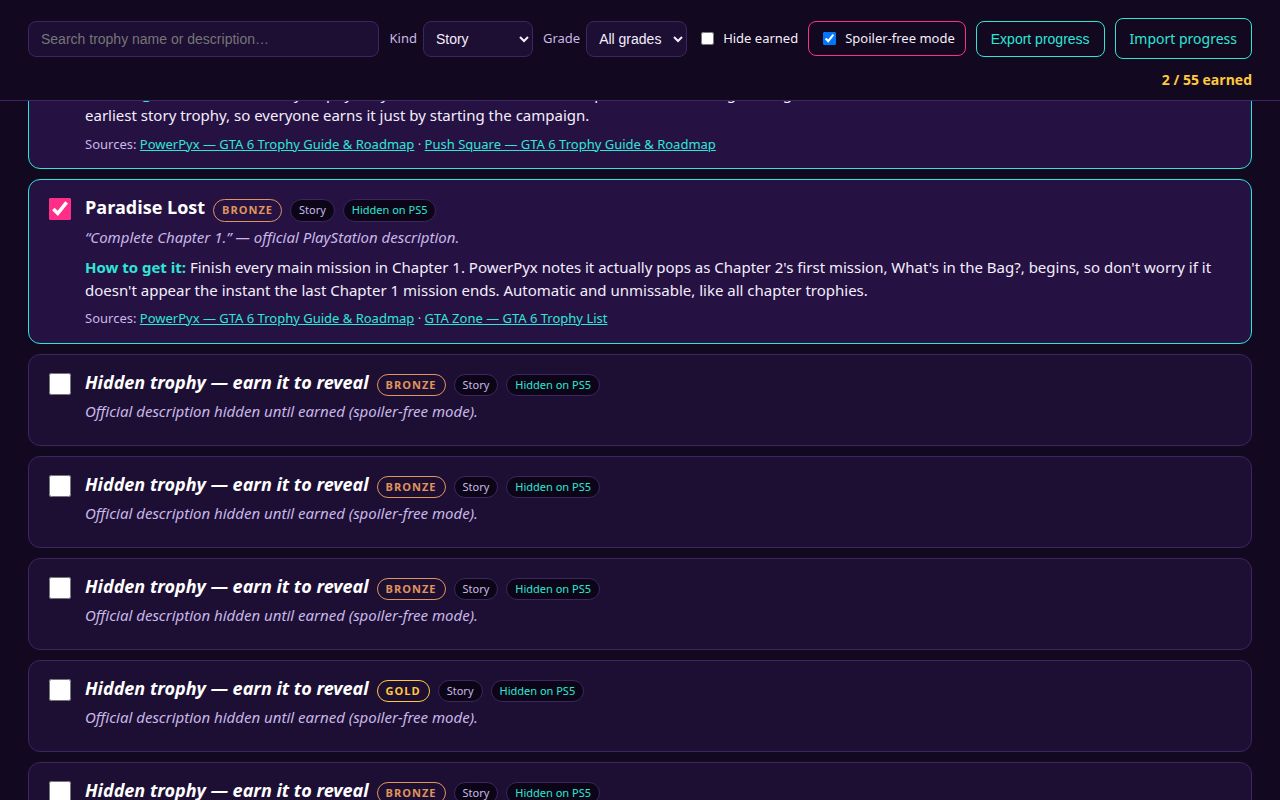 Search trophy name or description…
Kind
Story
Grade
All grades
Hide earned
Spoiler-free mode
Export progress
Import progress
2 / 55 earned
earliest story trophy, so everyone earns it just by starting the campaign.
Sources: PowerPyx — GTA 6 Trophy Guide & Roadmap · Push Square — GTA 6 Trophy Guide & Roadmap
Paradise Lost BRONZE Story Hidden on PS5
“Complete Chapter 1.” — official PlayStation description.
How to get it: Finish every main mission in Chapter 1. PowerPyx notes it actually pops as Chapter 2's first mission, What's in the Bag?, begins, so don't worry if it
doesn't appear the instant the last Chapter 1 mission ends. Automatic and unmissable, like all chapter trophies.
Sources: PowerPyx — GTA 6 Trophy Guide & Roadmap · GTA Zone — GTA 6 Trophy List
Hidden trophy — earn it to reveal BRONZE Story Hidden on PS5
Official description hidden until earned (spoiler-free mode).
Hidden trophy — earn it to reveal BRONZE Story Hidden on PS5
Official description hidden until earned (spoiler-free mode).
Hidden trophy — earn it to reveal BRONZE Story Hidden on PS5
Official description hidden until earned (spoiler-free mode).
Hidden trophy — earn it to reveal GOLD Story Hidden on PS5
Official description hidden until earned (spoiler-free mode).
Hidden trophy — earn it to reveal BRONZE Story Hidden on PS5